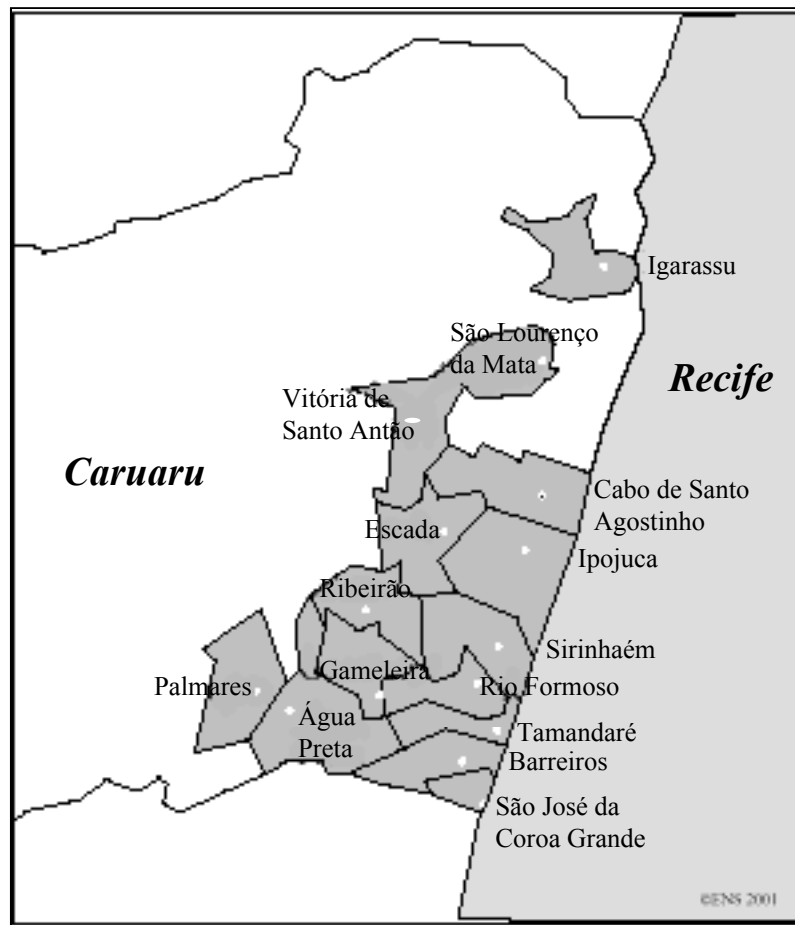 Igarassu
São Lourenço
da Mata
Recife
Vitória de
Santo Antão
Caruaru
Cabo de Santo
Agostinho
Escada
Ipojuca
Ribeirão
Sirinhaém
Gameleira
Palmares
Rio Formoso
Água
Preta
Tamandaré
Barreiros
São José da
Coroa Grande
©ENS 2001